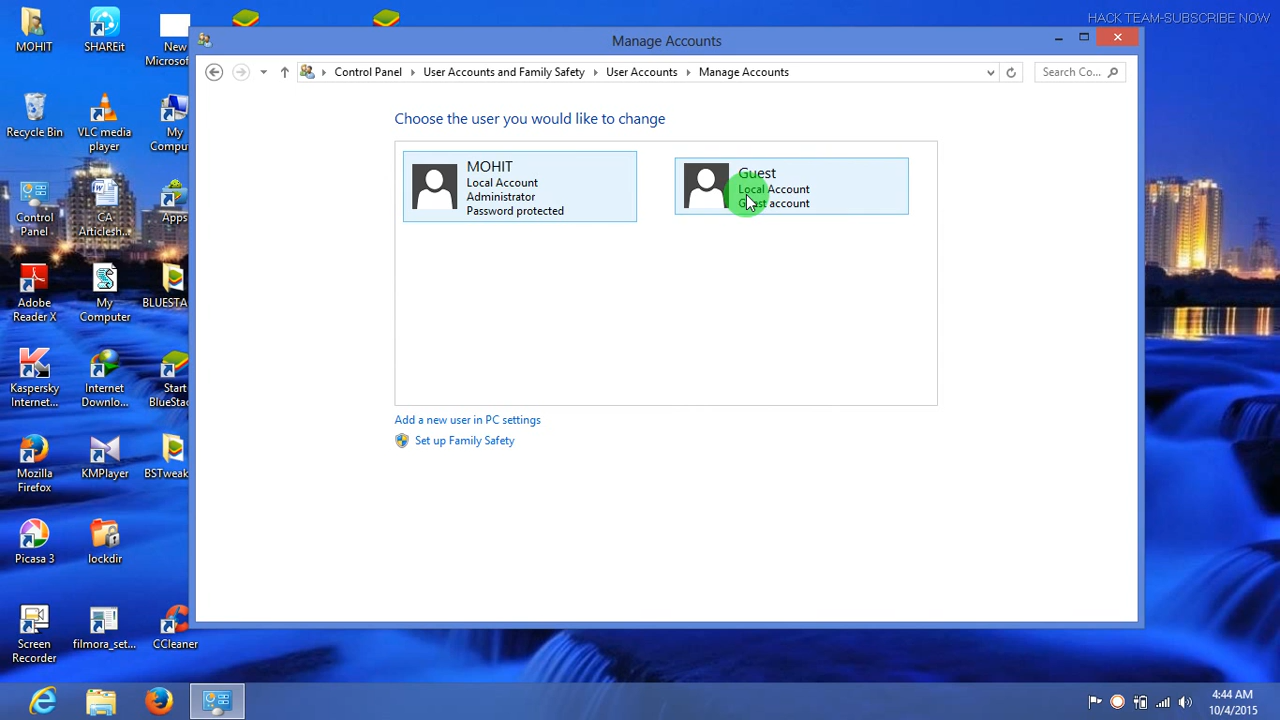 HACK TEAM-SUBSCRIBE NOW
MOHIT
SHAREit
New
Microsof...
Recycle Bin
VLC media
player
My
Comput...
Control
Panel
CA
Articlesh...
Apps
Adobe
Reader X
My
Computer
BLUESTA
Kaspersky
Internet...
Internet
Downlo...
Start
BlueStac
Mozilla
Firefox
KMPlayer
BSTweak
Picasa 3
lockdir
Screen
Recorder
filmora_set...
CCleaner
Manage Accounts
Control Panel
User Accounts and Family Safety
User Accounts
Manage Accounts
Search Co...
Choose the user you would like to change
MOHIT
Local Account
Administrator
Password protected
Guest
Local Account
Guest account
Add a new user in PC settings
Set up Family Safety
4:44 AM
10/4/2015